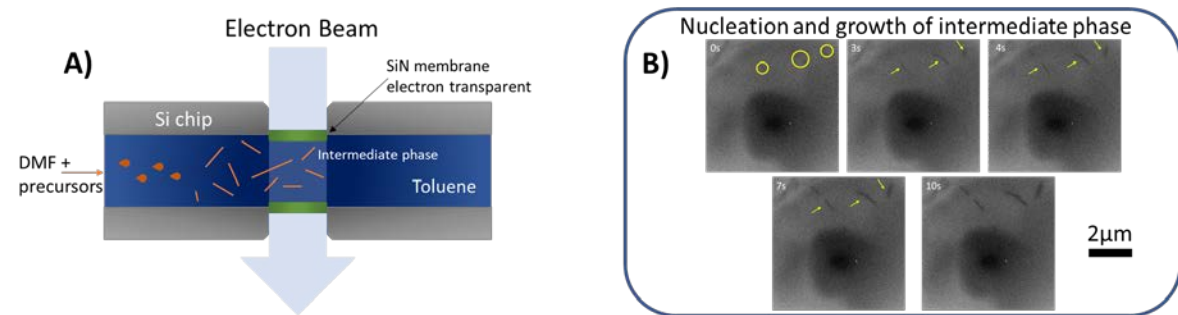 Electron Beam
A)
SiN membrane
electron transparent
Si chip
DMF +
precursors
Intermediate phase
Toluene
Nucleation and growth of intermediate phase
B)
0s
3s
4s
7s
10s
2μm